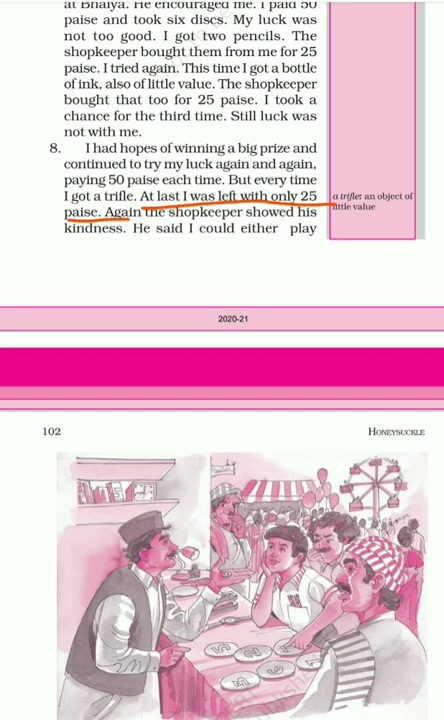 at Bhaiya. He encouraged me. I paid 50
paise and took six discs. My luck was
not too good. I got two pencils. The
shopkeeper bought them from me for 25
paise. I tried again. This time I got a bottle
of ink, also of little value. The shopkeeper
bought that too for 25 paise. I took a
chance for the third time. Still luck was
not with me.
8. I had hopes of winning a big prize and
continued to try my luck again and again,
paying 50 paise each time. But every time
I got a trifle. At last I was left with only 25
paise. Again the shopkeeper showed his
kindness. He said I could either play
a trifle: an object of
little value
2020-21
102
HONEYSUCKLE